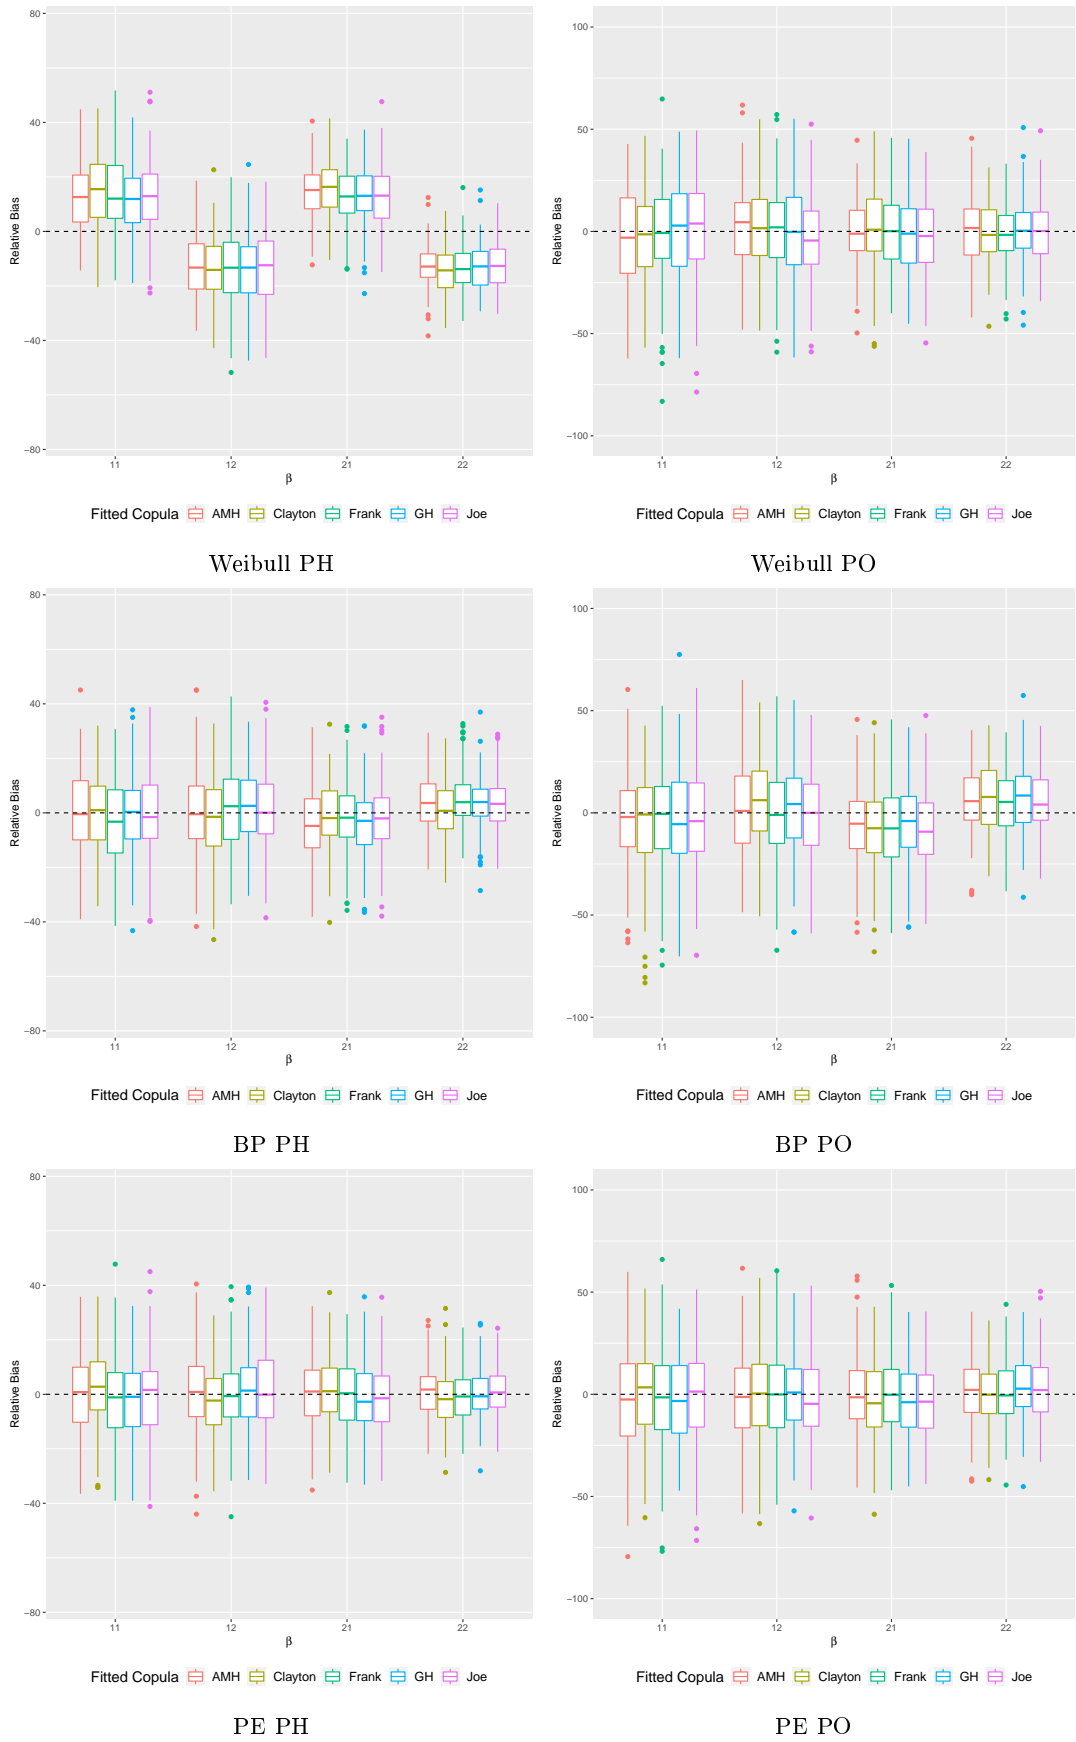 80
40
0
−40
−80
Relative Bias
11 12 21 22
β
Fitted Copula AMH Clayton Frank GH Joe
Weibull PH
100
50
0
−50
−100
Relative Bias
11 12 21 22
β
Fitted Copula AMH Clayton Frank GH Joe
Weibull PO
80
40
0
−40
−80
Relative Bias
11 12 21 22
β
Fitted Copula AMH Clayton Frank GH Joe
BP PH
100
50
0
−50
−100
Relative Bias
11 12 21 22
β
Fitted Copula AMH Clayton Frank GH Joe
BP PO
80
40
0
−40
−80
Relative Bias
11 12 21 22
β
Fitted Copula AMH Clayton Frank GH Joe
PE PH
100
50
0
−50
−100
Relative Bias
11 12 21 22
β
Fitted Copula AMH Clayton Frank GH Joe
PE PO